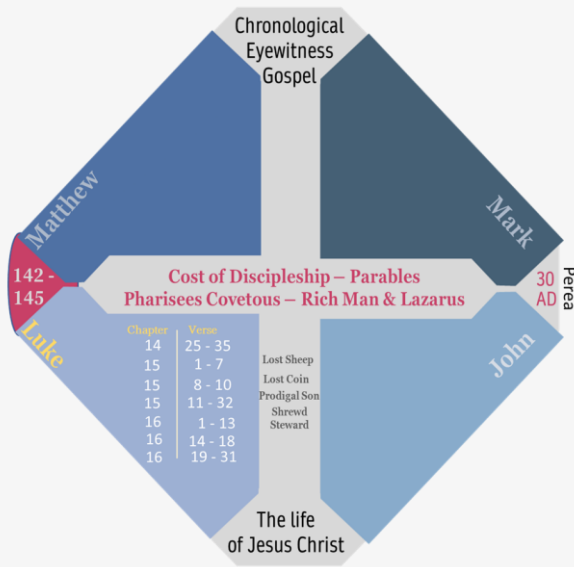 Chronological
Eyewitness
Gospel
Matthew
Mark
142 -
145
Cost of Discipleship – Parables
Pharisees Covetous – Rich Man & Lazarus
30
AD
Perea
Luke
John
Chapter Verse
14 25 - 35
15 1 - 7
15 8 - 10
15 11 - 32
16 1 - 13
16 14 - 18
16 19 - 31
Lost Sheep
Lost Coin
Prodigal Son
Shrewd
Steward
The life
of Jesus Christ